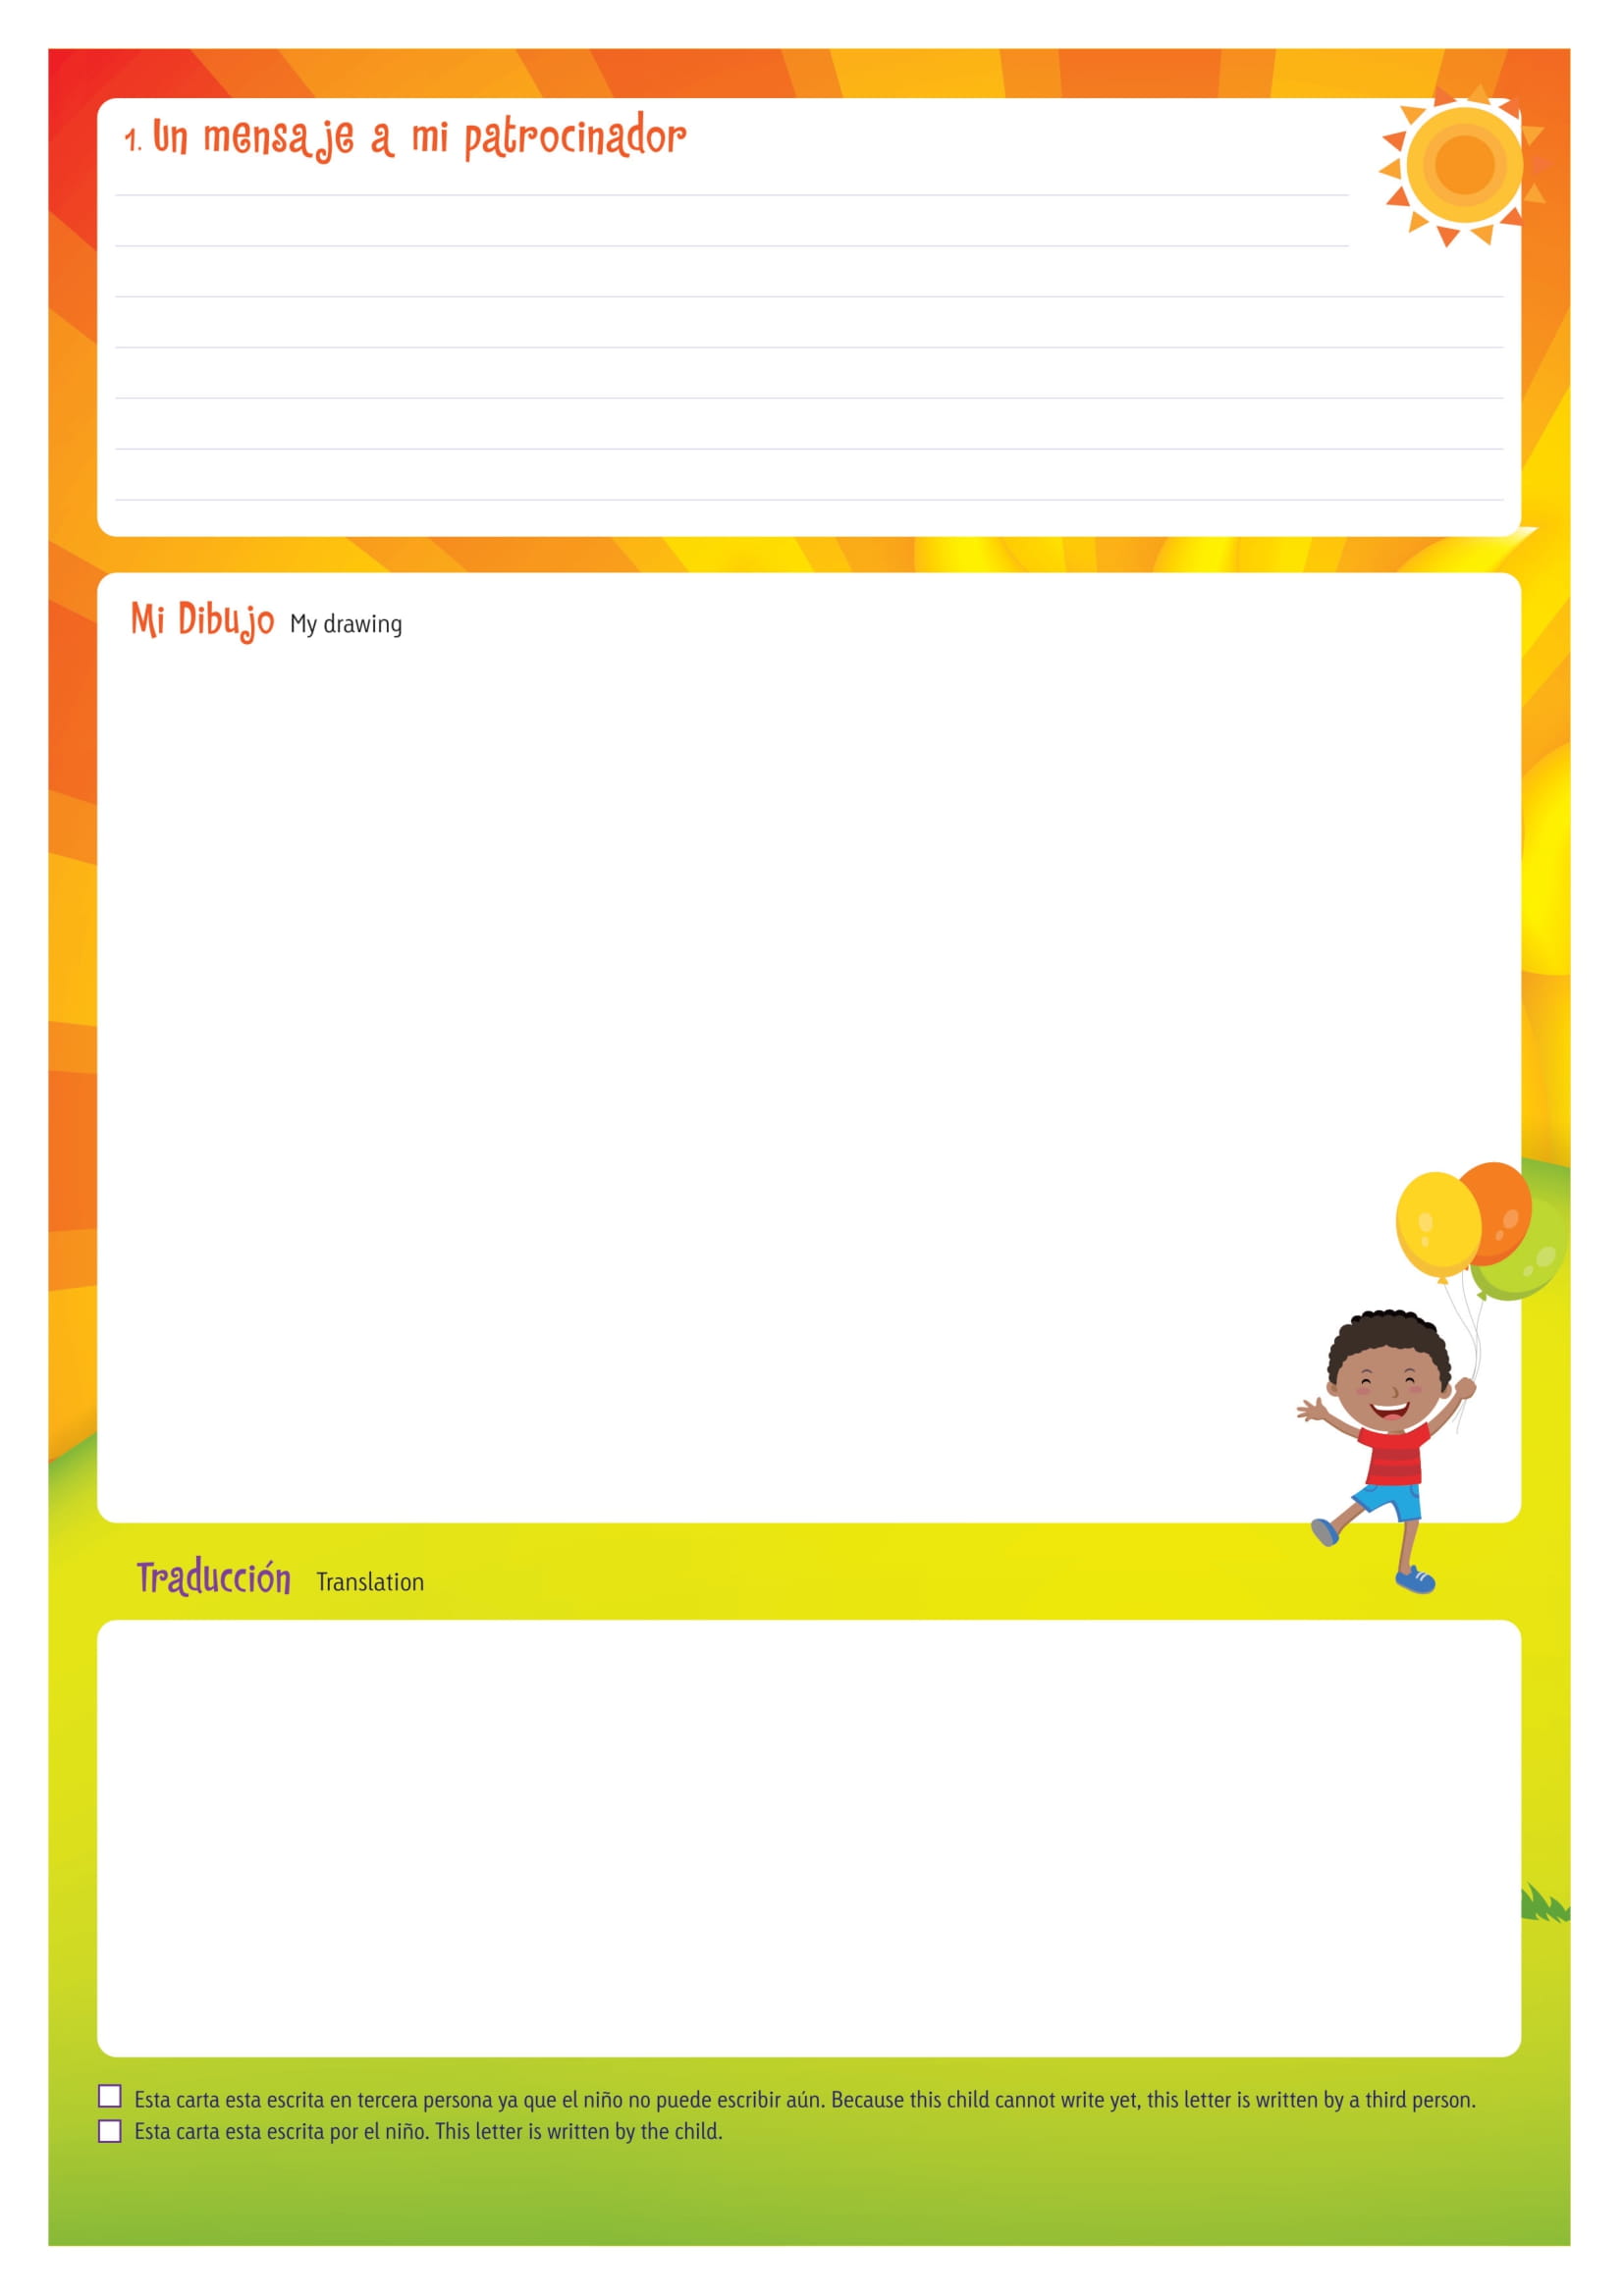 1. Un mensaje a mi patrocinador
Mi Dibujo My drawing
Traducción Translation
Esta carta esta escrita en tercera persona ya que el niño no puede escribir aún. Because this child cannot write yet, this letter is written by a third person.
Esta carta esta escrita por el niño. This letter is written by the child.